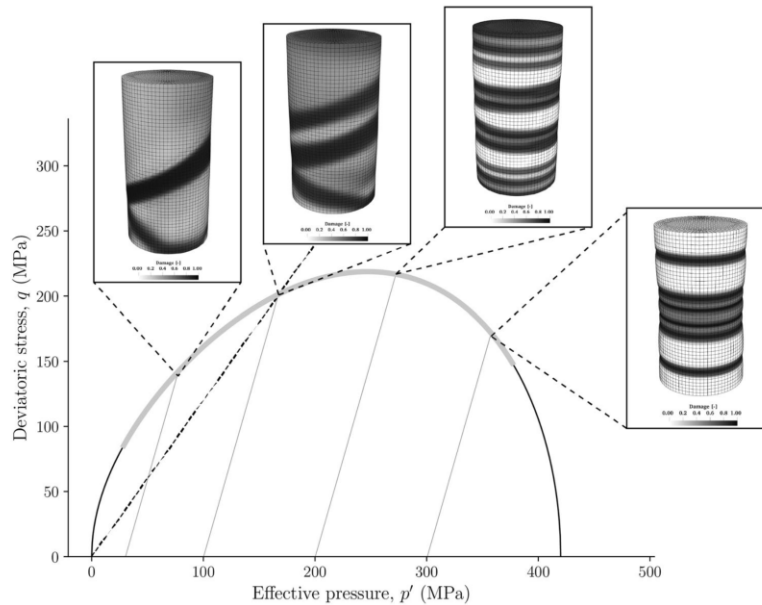 Damage [-]
0.00 0.2 0.4 0.6 0.8 1.00
Damage [-]
0.00 0.2 0.4 0.6 0.8 1.00
Damage [-]
0.00 0.2 0.4 0.6 0.8 1.00
Damage [-]
0.00 0.2 0.4 0.6 0.8 1.00
Deviatoric stress, q (MPa)
300
250
200
150
100
50
0
0 100 200 300 400 500
Effective pressure, p′ (MPa)